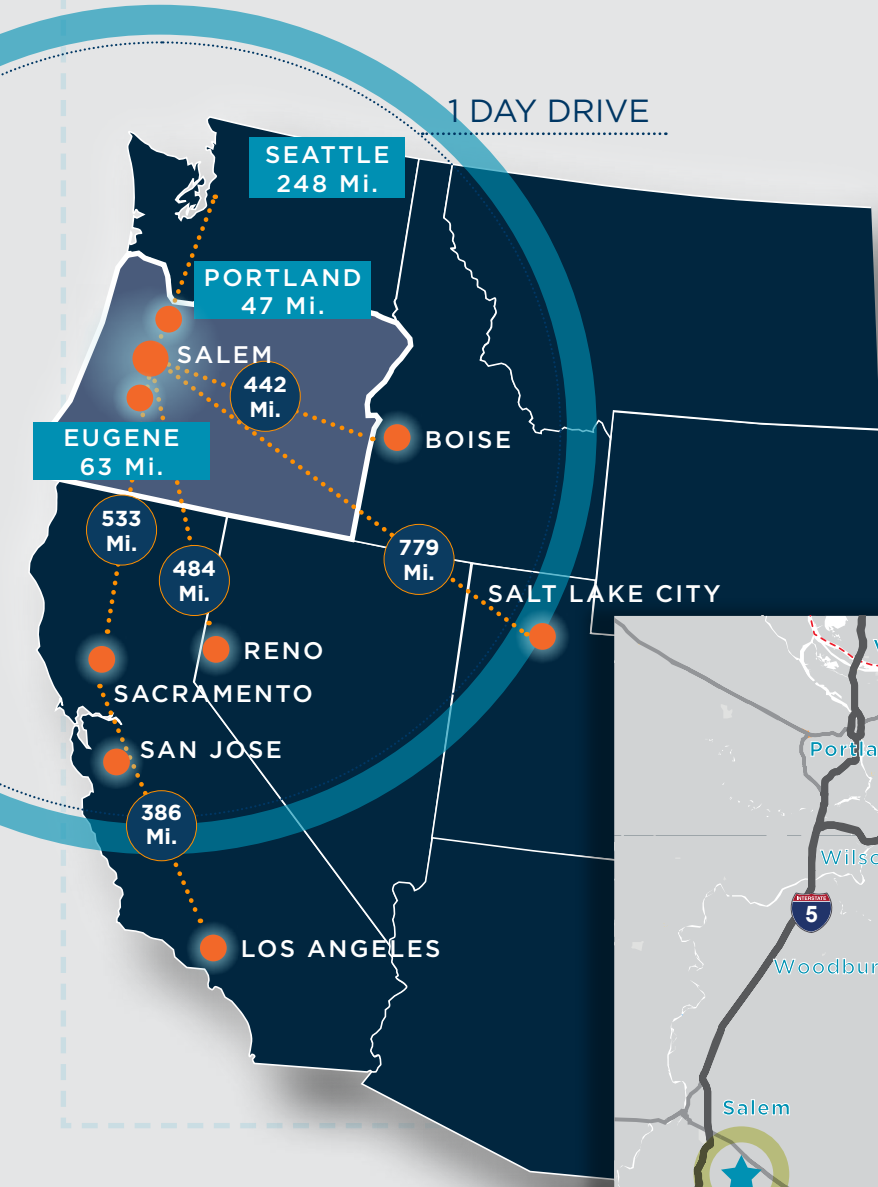 1 DAY DRIVE
SEATTLE
248 Mi.
PORTLAND
47 Mi.
SALEM
442
Mi.
EUGENE
63 Mi.
BOISE
533
Mi.
484
Mi.
779
Mi.
SALT LAKE CITY
RENO
SACRAMENTO
SAN JOSE
386
Mi.
LOS ANGELES
Portla
Wilso
INTERSTATE
5
Woodbur
Salem